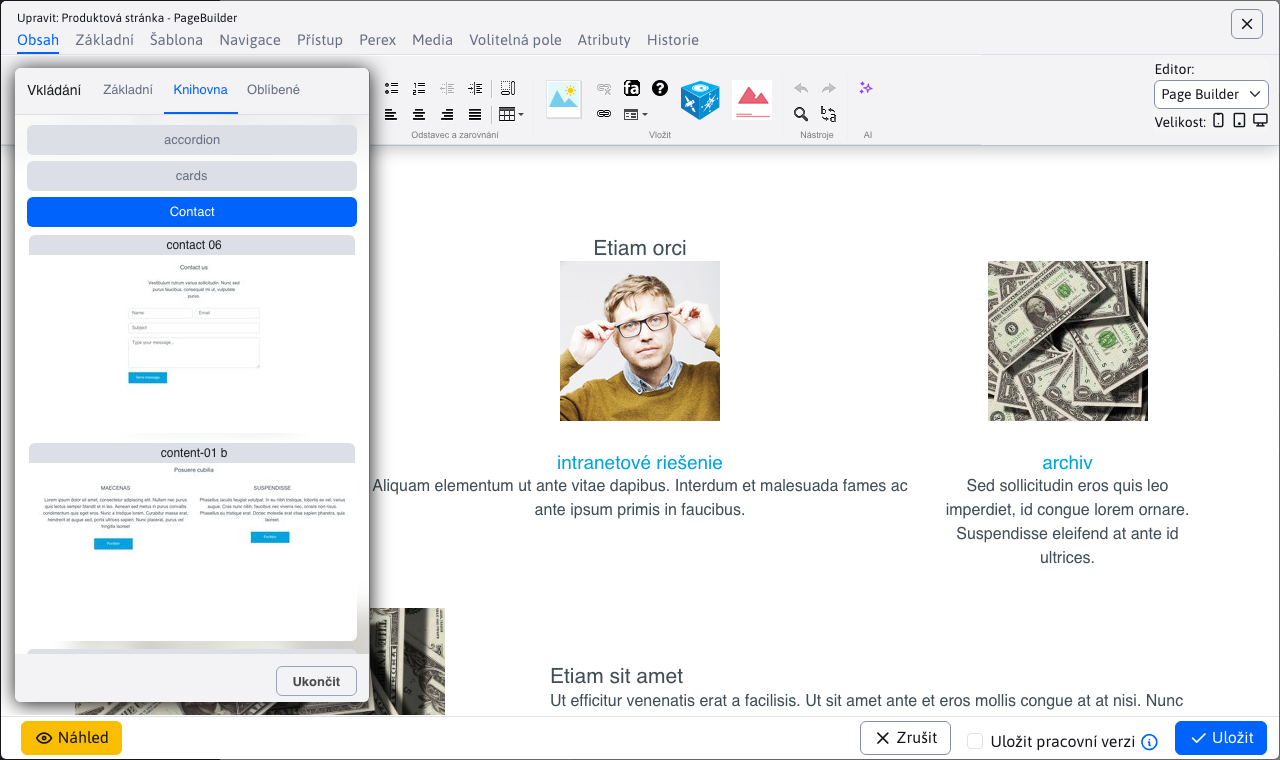 Upravit: Produktová stránka - PageBuilder
Obsah Základní Šablona Navigace Přístup Perex Media Volitelná pole Atributy Historie
Vkládání Základní Knihovna Oblíbené
Odstavec a zarovnání Vložit Nástroje AI
Editor:
Page Builder
Velikost:
accordion
cards
Contact
contact 06
Contact us
Vestibulum rutrum varius sollicitudin. Nunc sed
purus faucibus, consequat mi ut, vulputate
purus.
Name Email
Subject
Type your message...
Send message
content-01 b
Posuere cubilia
MAECENAS
Lorem ipsum dolor sit amet, consectetur adipiscing elit. Nullam nec purus
quis lectus semper blandit et in leo. Aenean sed metus in purus convallis
condimentum quis eget eros. Nunc a tristique lorem. Curabitur massa erat,
hendrerit at augue sed, porta ultrices sapien. Nunc placerat, purus vel
fringilla laoreet
Portfolio
SUSPENDISSE
Phasellus iaculis feugiat volutpat. In eu nibh tristique, lobortis ex vel, varius
augue. Cras nunc nibh, faucibus nec viverra nec, ornare non risus.
Phasellus eu tristique erat. Donec molestie erat vitae sapien pharetra, quis
laoreet.
Portfolio
Ukončit
Etiam orci
intranetové riešenie
Aliquam elementum ut ante vitae dapibus. Interdum et malesuada fames ac
ante ipsum primis in faucibus.
archiv
Sed sollicitudin eros quis leo
imperdiet, id congue lorem ornare.
Suspendisse eleifend at ante id
ultrices.
Etiam sit amet
Ut efficitur venenatis erat a facilisis. Ut sit amet ante et eros mollis congue at at nisi. Nunc
Náhled
Zrušit
Uložit pracovní verzi
Uložit